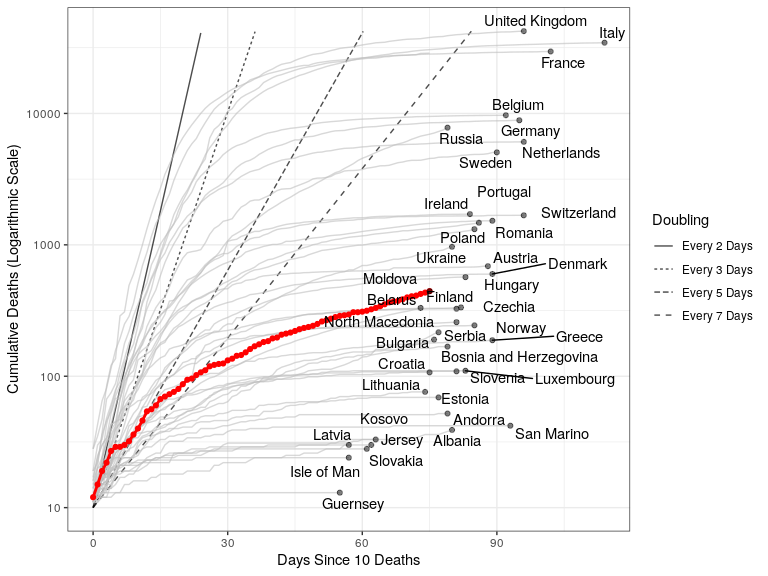 United Kingdom
Italy
France
Belgium
Germany
Russia
Netherlands
Sweden
Portugal
Ireland
Switzerland
Romania
Poland
Ukraine
Austria
Denmark
Moldova
Hungary
Belarus
Finland
Czechia
North Macedonia
Norway
Serbia
Greece
Bulgaria
Bosnia and Herzegovina
Croatia
Slovenia
Luxembourg
Lithuania
Estonia
Kosovo
Andorra
San Marino
Latvia
Jersey
Albania
Slovakia
Isle of Man
Guernsey
10000
1000
100
10
0
30
60
90
Days Since 10 Deaths
Cumulative Deaths (Logarithmic Scale)
Doubling
Every 2 Days
Every 3 Days
Every 5 Days
Every 7 Days